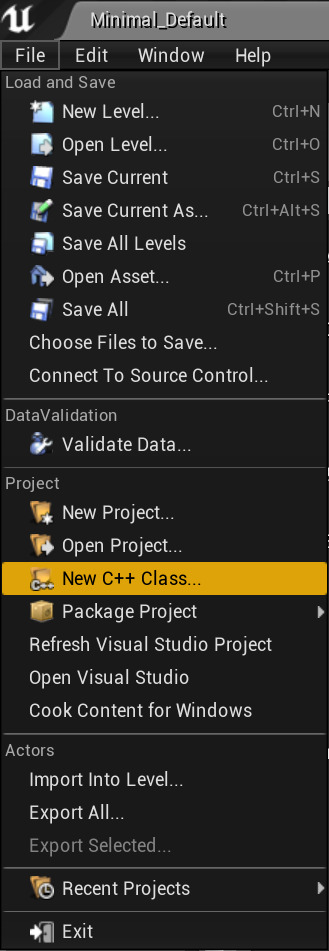 Minimal_Default
File Edit Window Help
Load and Save
New Level... Ctrl+N
Open Level... Ctrl+O
Save Current Ctrl+S
Save Current As... Ctrl+Alt+S
Save All Levels
Open Asset... Ctrl+P
Save All Ctrl+Shift+S
Choose Files to Save...
Connect To Source Control...
DataValidation
Validate Data...
Project
New Project...
Open Project...
New C++ Class...
Package Project
Refresh Visual Studio Project
Open Visual Studio
Cook Content for Windows
Actors
Import Into Level...
Export All...
Export Selected...
Recent Projects
Exit